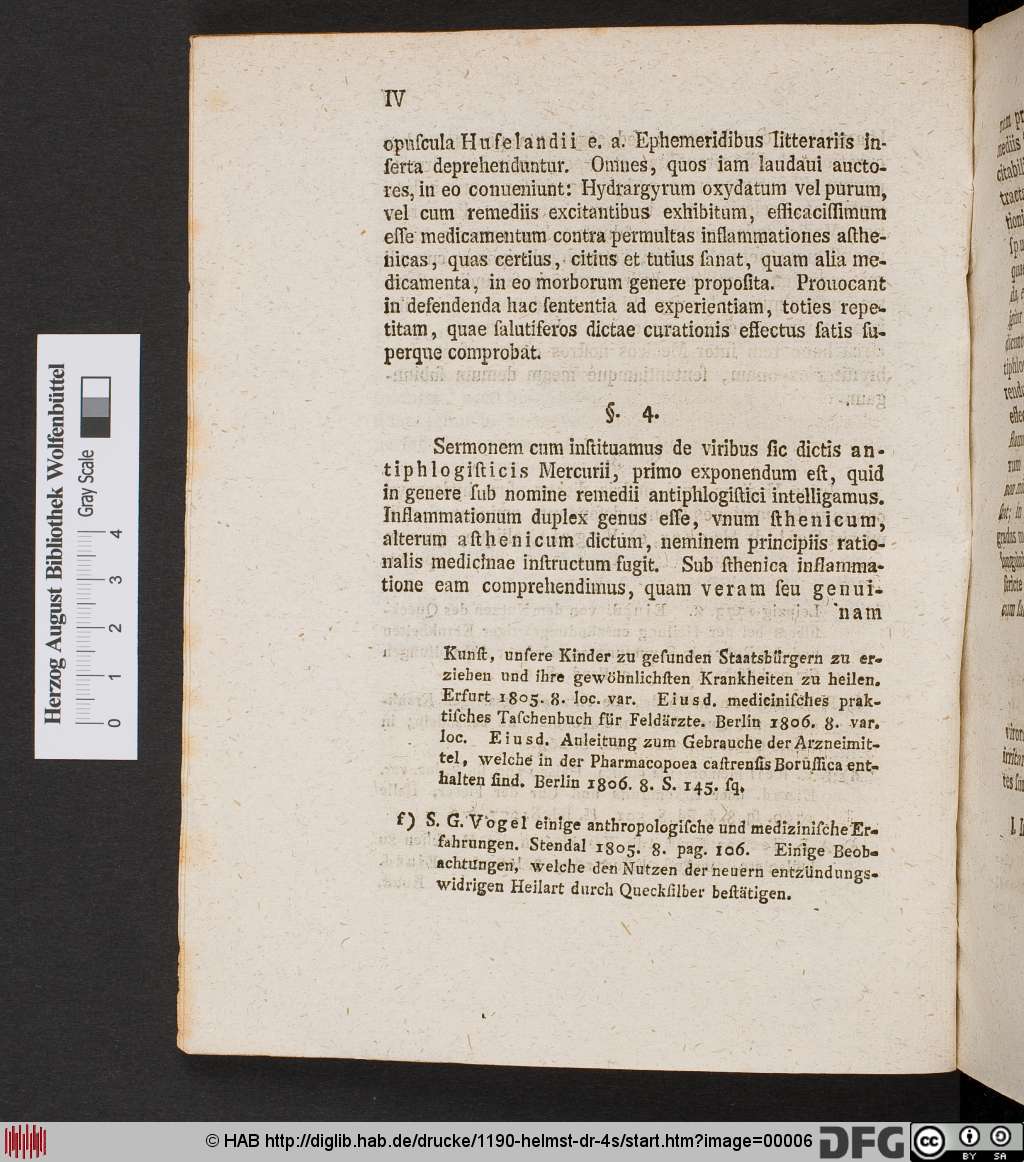 IV
opuſcula Hufelandii e. a. Ephemeridibus litterariis in-
ſerta deprehenduntur. Omnes, quos iam laudaui aucto-
res, in eo conueniunt: Hydrargyrum oxydatum vel purum,
vel cum remediis excitantibus exhibitum, efficaciſſimum
eſſe medicamentum contra permultas inflammationes aſthe-
nicas, quas certius, citius et tutius ſanat, quam alia me-
dicamenta, in eo morborum genere propoſita. Prouocant
in defendenda hac ſententia ad experientiam, toties repe-
titam, quae ſalutiferos dictae curationis effectus ſatis ſu-
perque comprobat.
§. 4.
Sermonem cum inſtituamus de viribus ſic dictis an-
tiphlogiſticis Mercurii, primo exponendum eſt, quid
in genere ſub nomine remedii antiphlogiſtici intelligamus.
Inflammationum duplex genus eſſe, vnum ſthenicum,
alterum aſthenicum dictum, neminem principiis ratio-
nalis medicinae inſtructum fugit. Sub ſthenica inflamma-
tione eam comprehendimus, quam veram ſeu genui-
nam
Kunſt, unſere Kinder zu geſunden Staatsbürgern zu er-
ziehen und ihre gewöhnlichſten Krankheiten zu heilen.
Erfurt 1805. 8. loc. var. Eiusd. mediciniſches prak-
tiſches Taſchenbuch für Feldärzte. Berlin 1806. 8. var.
loc. Eiusd. Anleitung zum Gebrauche der Arzneimit-
tel, welche in der Pharmacopoea caſtrenſis Boruſſica ent-
halten ſind. Berlin 1806. 8. S. 145. ſq.
f) S. G. Vogel einige anthropologiſche und mediziniſche Er-
fahrungen. Stendal 1805. 8. pag. 106. Einige Beob-
achtungen, welche den Nutzen der neuern entzündungs-
widrigen Heilart durch Queckſilber beſtätigen.
Herzog August Bibliothek Wolfenbüttel
Gray Scale
0 1 2 3 4
© HAB http://diglib.hab.de/drucke/1190-helmst-dr-4s/start.htm?image=00006
DFG
cc BY SA